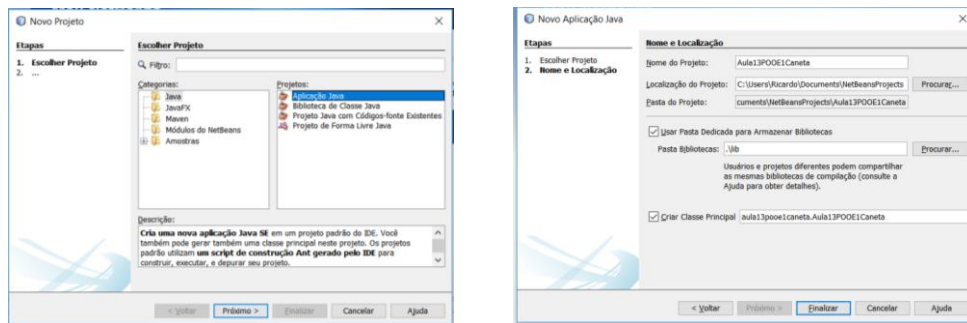 Novo Projeto
Etapas
1. Escolher Projeto
2. ...
Escolher Projeto
Filtro:
Categorias:
Java
JavaFX
Maven
Módulos do NetBeans
Amostras
Projetos:
Aplicação Java
Biblioteca de Classe Java
Projeto Java com Códigos-fonte Existentes
Projeto de Forma Livre Java
Descrição:
Cria uma nova aplicação Java SE em um projeto padrão do IDE. Você
também pode gerar também uma classe principal neste projeto. Os projetos
padrão utilizam um script de construção Ant gerado pelo IDE para
construir, executar, e depurar seu projeto.
< Voltar Próximo > Finalizar Cancelar Ajuda
Novo Aplicação Java
Etapas
1. Escolher Projeto
2. Nome e Localização
Nome e Localização
Nome do Projeto: Aula13POOE1Caneta
Localização do Projeto: C:\Users\Ricardo\Documents\NetBeansProjects Procurar...
Pasta do Projeto: cuments\NetBeansProjects\Aula13POOE1Caneta
Usar Pasta Dedicada para Armazenar Bibliotecas
Pasta Bibliotecas: .\lib Procurar...
Usuários e projetos diferentes podem compartilhar
as mesmas bibliotecas de compilação (consulte a
Ajuda para obter detalhes).
Criar Classe Principal aula13pooe1caneta.Aula13POOE1Caneta
< Voltar Próximo > Finalizar Cancelar Ajuda